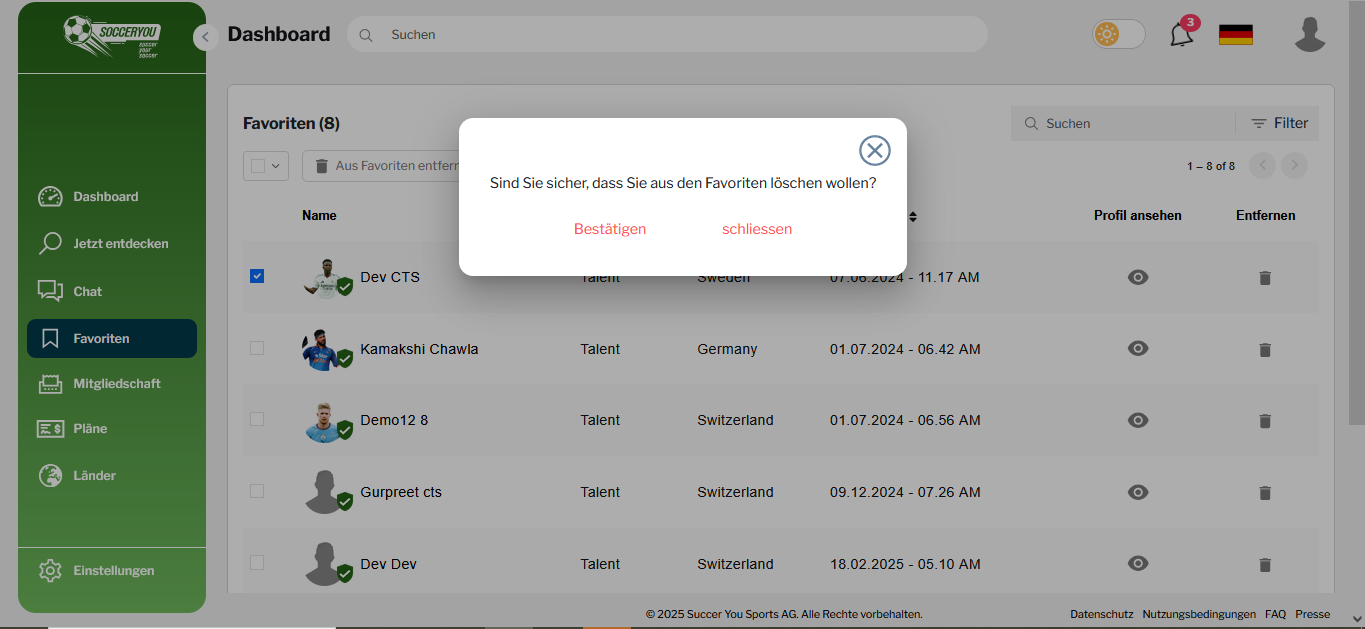 SOCCERYOU
soccer
your
soccer
Dashboard
Suchen
3
Dashboard
Jetzt entdecken
Chat
Favoriten
Mitgliedschaft
Pläne
Länder
Einstellungen
Favoriten (8)
Suchen
Filter
Aus Favoriten entfern
1 – 8 of 8
Sind Sie sicher, dass Sie aus den Favoriten löschen wollen?
Bestätigen schliessen
Name Profil ansehen Entfernen
Dev CTS Talent Sweden 07.06.2024 - 11.17 AM
Kamakshi Chawla Talent Germany 01.07.2024 - 06.42 AM
Demo12 8 Talent Switzerland 01.07.2024 - 06.56 AM
Gurpreet cts Talent Switzerland 09.12.2024 - 07.26 AM
Dev Dev Talent Switzerland 18.02.2025 - 05.10 AM
© 2025 Succer You Sports AG. Alle Rechte vorbehalten.
Datenschutz Nutzungsbedingungen FAQ Presse